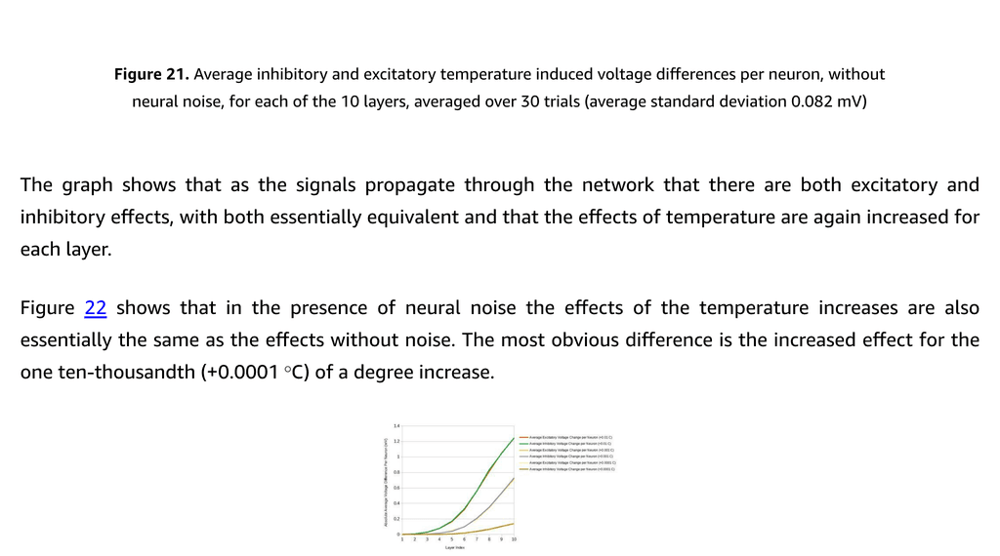 Figure 21. Average inhibitory and excitatory temperature induced voltage differences per neuron, without
neural noise, for each of the 10 layers, averaged over 30 trials (average standard deviation 0.082 mV)
The graph shows that as the signals propagate through the network that there are both excitatory and
inhibitory effects, with both essentially equivalent and that the effects of temperature are again increased for
each layer.
Figure 22 shows that in the presence of neural noise the effects of the temperature increases are also
essentially the same as the effects without noise. The most obvious difference is the increased effect for the
one ten-thousandth (+0.0001 °C) of a degree increase.
Absolute Average Voltage Difference Per Neuron (mV)
1.4
1.2
1
0.8
0.6
0.4
0.2
0
1 2 3 4 5 6 7 8 9 10
Layer Index
Average Excitatory Voltage Change per Neuron (+0.01 C)
Average Inhibitory Voltage Change per Neuron (+0.01 C)
Average Excitatory Voltage Change per Neuron (+0.001 C)
Average Inhibitory Voltage Change per Neuron (+0.001 C)
Average Excitatory Voltage Change per Neuron (+0.0001 C)
Average Inhibitory Voltage Change per Neuron (+0.0001 C)